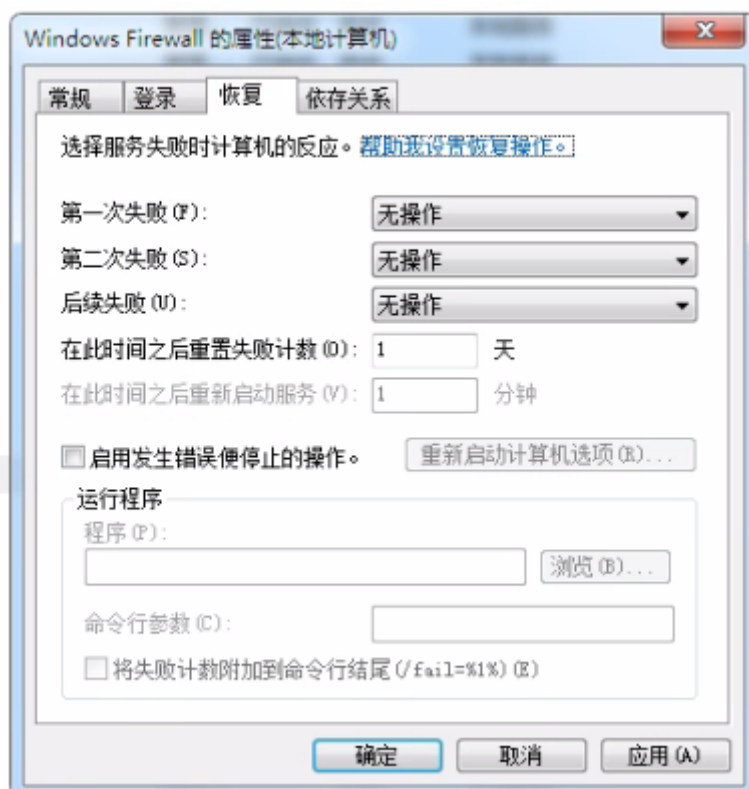 Windows Firewall 的属性(本地计算机)
常规 登录 恢复 依存关系
选择服务失败时计算机的反应。帮助我设置恢复操作。
第一次失败(F): 无操作
第二次失败(S): 无操作
后续失败(U): 无操作
在此时间之后重置失败计数(O): 1 天
在此时间之后重新启动服务(V): 1 分钟
启用发生错误便停止的操作。 重新启动计算机选项(R)...
运行程序
程序(P):
浏览(B)...
命令行参数(C):
将失败计数附加到命令行结尾(/fail=%1%)(E)
确定 取消 应用(A)